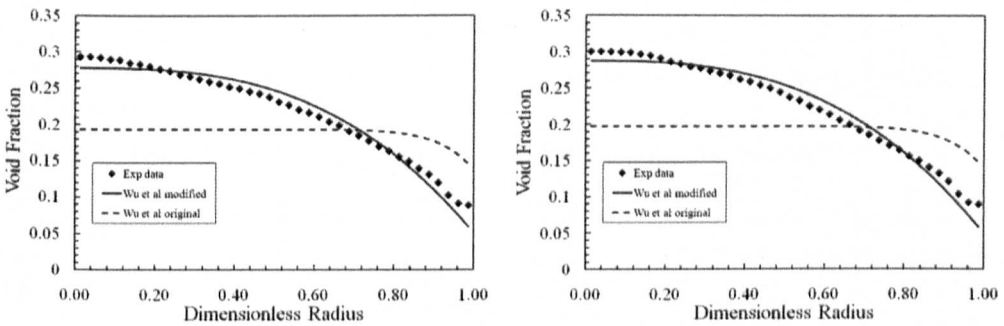 0.35
0.3
0.25
0.2
0.15
0.1
0.05
0
Void Fraction
Exp data
Wu et al modified
Wu et al original
0.00 0.20 0.40 0.60 0.80 1.00
Dimensionless Radius
0.35
0.3
0.25
0.2
0.15
0.1
0.05
0
Void Fraction
Exp data
Wu et al modified
Wu et al original
0.00 0.20 0.40 0.60 0.80 1.00
Dimensionless Radius